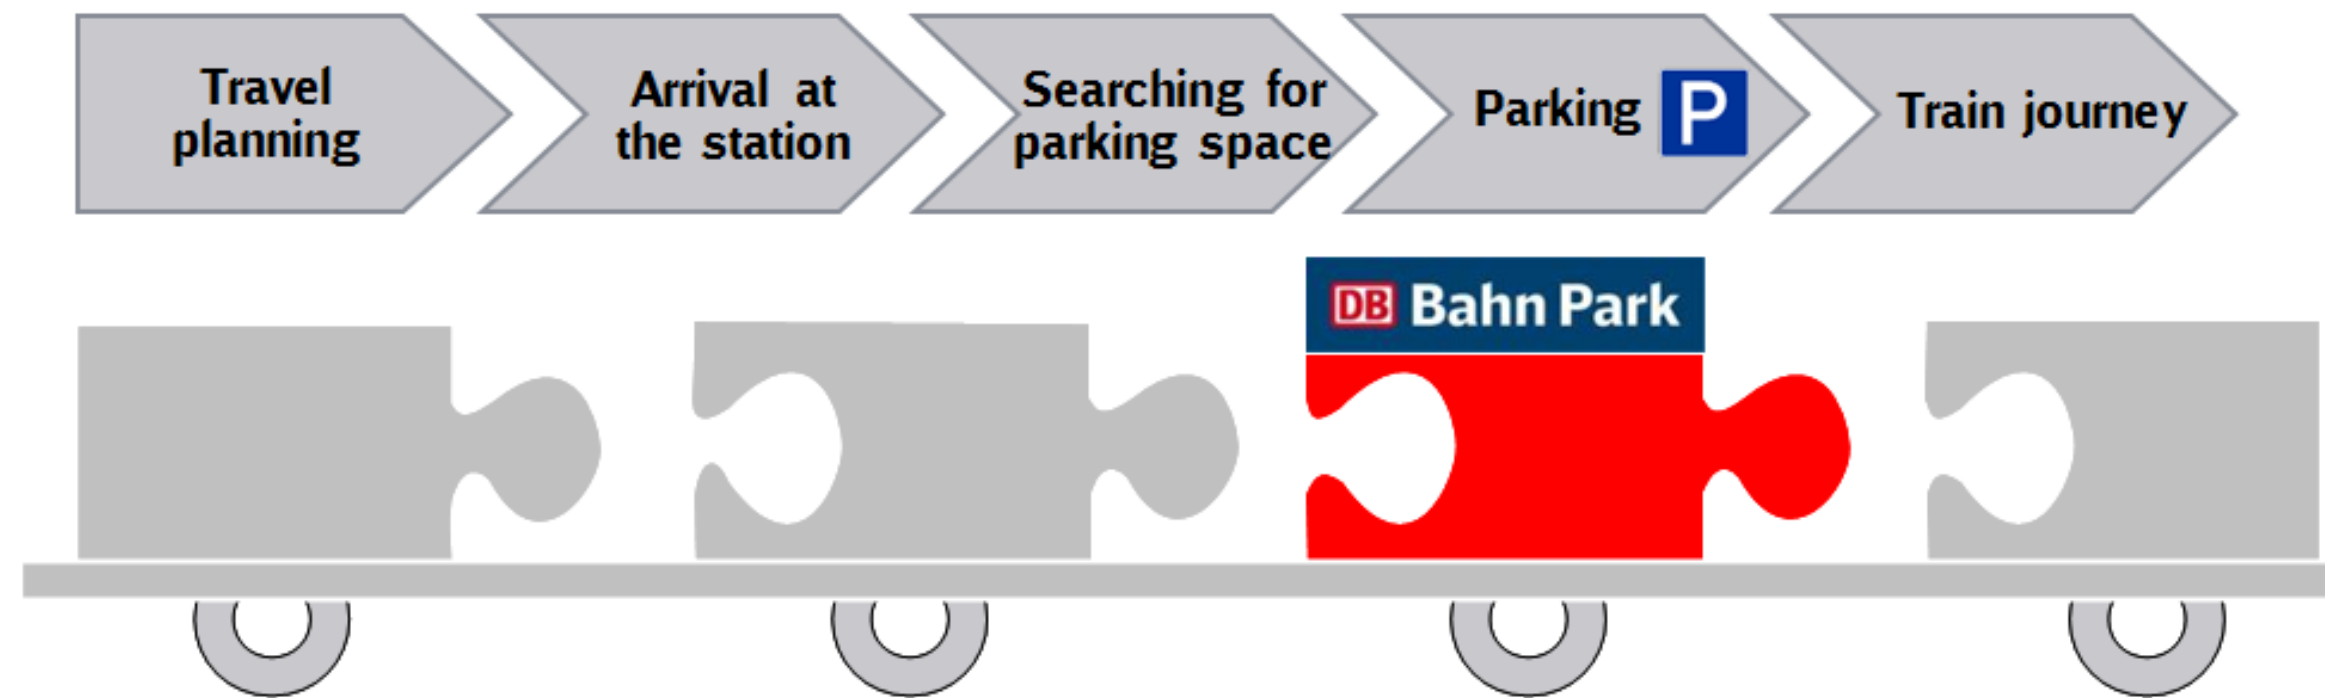 Travel
planning
Arrival at
the station
Searching for
parking space
Parking P
Train journey
DB Bahn Park